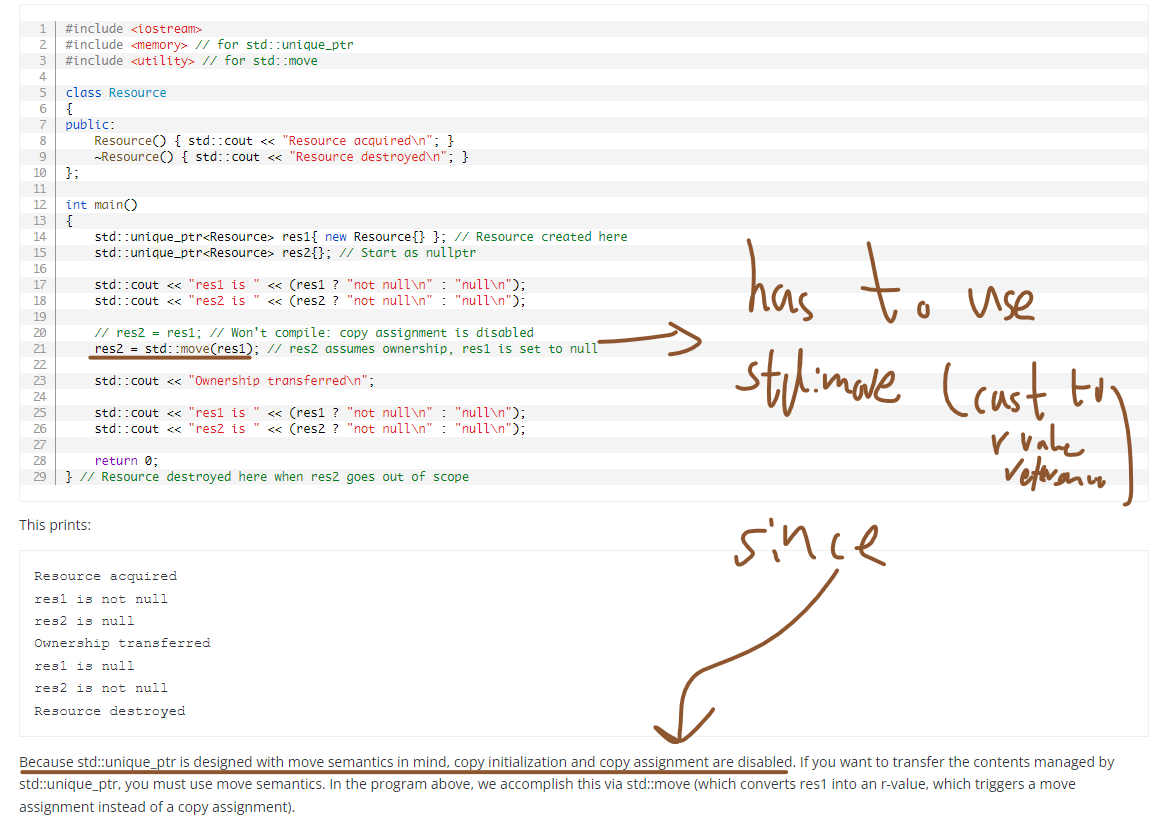 1 #include <iostream>
2 #include <memory> // for std::unique_ptr
3 #include <utility> // for std::move
4
5 class Resource
6 {
7 public:
8 Resource() { std::cout << "Resource acquired\n"; }
9 ~Resource() { std::cout << "Resource destroyed\n"; }
10 };
11
12 int main()
13 {
14 std::unique_ptr<Resource> res1{ new Resource{} }; // Resource created here
15 std::unique_ptr<Resource> res2{}; // Start as nullptr
16
17 std::cout << "res1 is " << (res1 ? "not null\n" : "null\n");
18 std::cout << "res2 is " << (res2 ? "not null\n" : "null\n");
19
20 // res2 = res1; // Won't compile: copy assignment is disabled
21 res2 = std::move(res1); // res2 assumes ownership, res1 is set to null
22
23 std::cout << "Ownership transferred\n";
24
25 std::cout << "res1 is " << (res1 ? "not null\n" : "null\n");
26 std::cout << "res2 is " << (res2 ? "not null\n" : "null\n");
27
28 return 0;
29 } // Resource destroyed here when res2 goes out of scope
has to use
std::move (cast to
r value
reference)
since
This prints:
Resource acquired
res1 is not null
res2 is null
Ownership transferred
res1 is null
res2 is not null
Resource destroyed
Because std::unique_ptr is designed with move semantics in mind, copy initialization and copy assignment are disabled. If you want to transfer the contents managed by
std::unique_ptr, you must use move semantics. In the program above, we accomplish this via std::move (which converts res1 into an r-value, which triggers a move
assignment instead of a copy assignment).